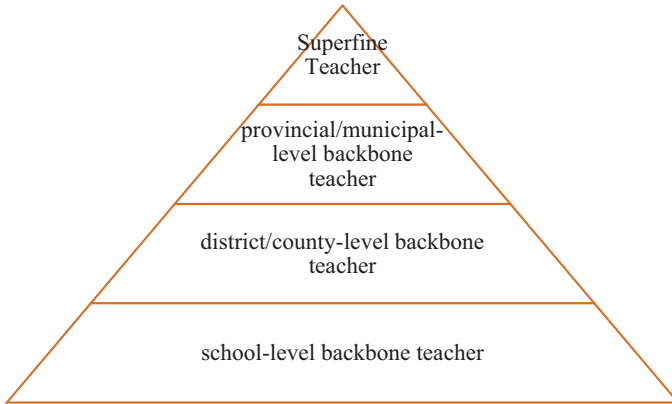 Superfine
Teacher
provincial/municipal-
level backbone
teacher
district/county-level backbone
teacher
school-level backbone teacher